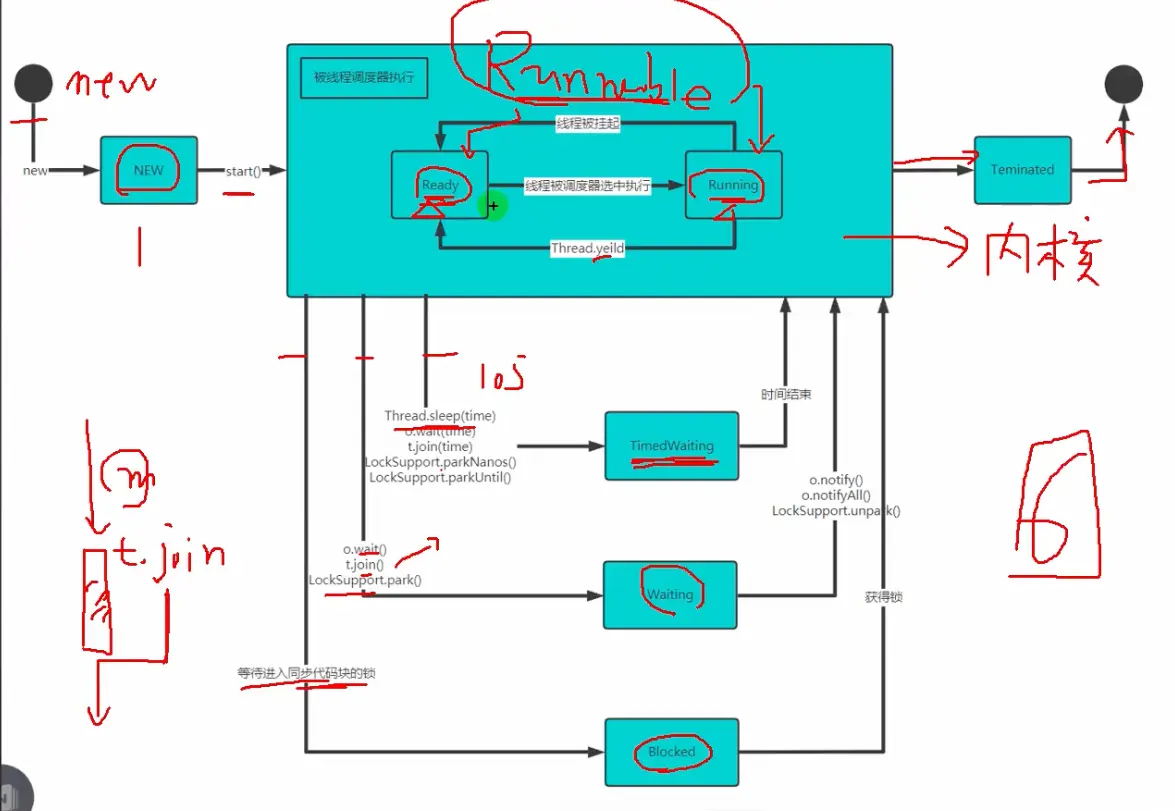 Runnable
被线程调度器执行
new
线程被挂起
new
NEW
start()
Ready
线程被调度器选中执行
Running
Teminated
Thread.yeild
内核
1
10s
Thread.sleep(time)
o.wait(time)
t.join(time)
LockSupport.parkNanos()
LockSupport.parkUntil()
时间结束
TimedWaiting
o.notify()
o.notifyAll()
LockSupport.unpark()
6
m
t.join
o.wait()
t.join()
LockSupport.park()
Waiting
获得锁
等待进入同步代码块的锁
Blocked